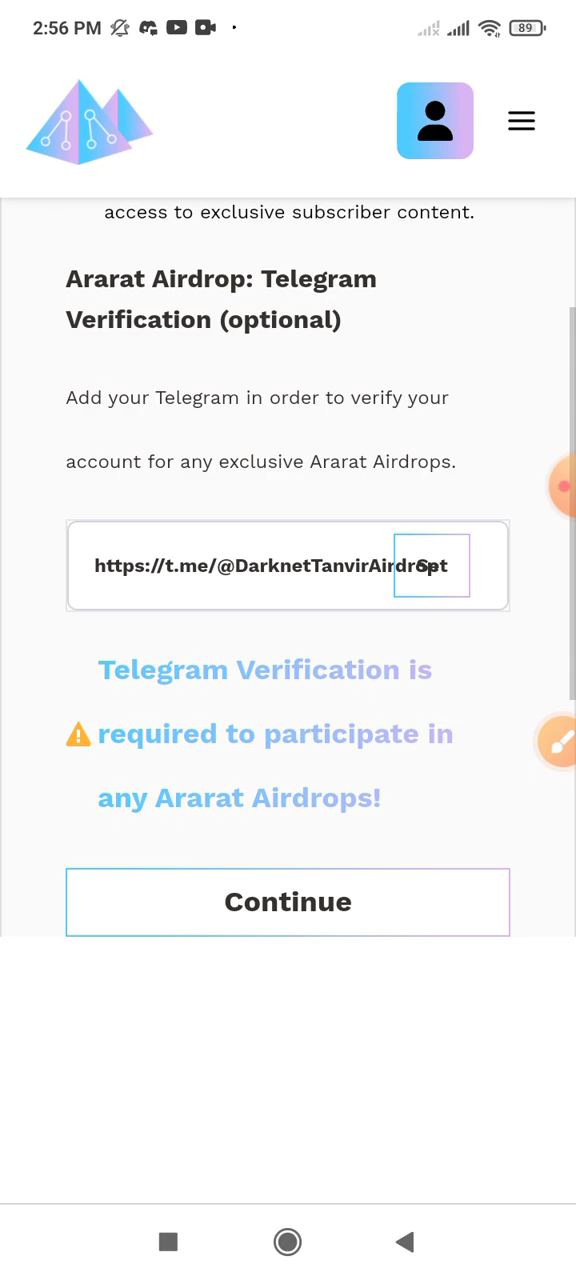 2:56 PM
89
access to exclusive subscriber content.
Ararat Airdrop: Telegram
Verification (optional)
Add your Telegram in order to verify your
account for any exclusive Ararat Airdrops.
https://t.me/@DarknetTanvirAirdrop
Set
Telegram Verification is
required to participate in
any Ararat Airdrops!
Continue